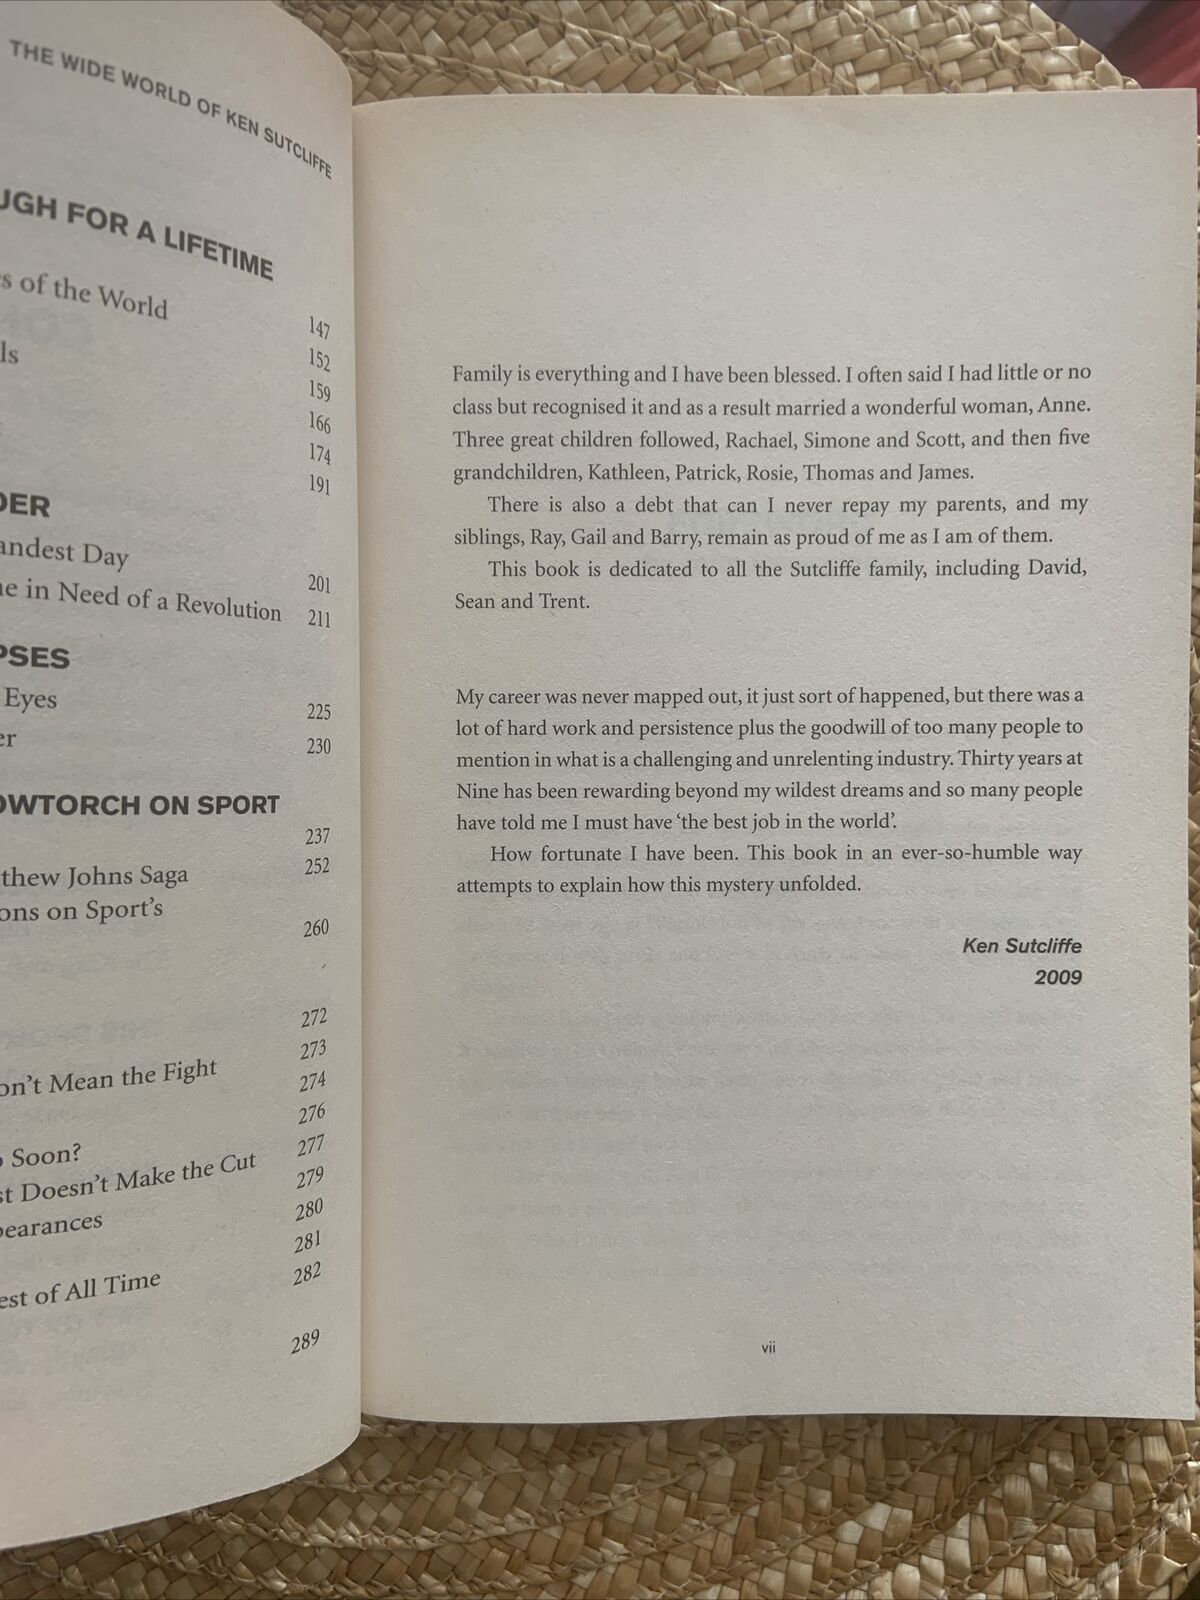 THE WIDE WORLD OF KEN SUTCLIFFE
UGH FOR A LIFETIME
s of the World
147
ls
152
159
166
174
191
DER
andest Day
201
e in Need of a Revolution 211
PSES
Eyes
225
er
230
OWTORCH ON SPORT
237
thew Johns Saga
252
ons on Sport's
260
272
273
on't Mean the Fight
274
276
o Soon?
277
st Doesn't Make the Cut
279
pearances
280
281
est of All Time
282
289
Family is everything and I have been blessed. I often said I had little or no
class but recognised it and as a result married a wonderful woman, Anne.
Three great children followed, Rachael, Simone and Scott, and then five
grandchildren, Kathleen, Patrick, Rosie, Thomas and James.
There is also a debt that can I never repay my parents, and my
siblings, Ray, Gail and Barry, remain as proud of me as I am of them.
This book is dedicated to all the Sutcliffe family, including David,
Sean and Trent.
My career was never mapped out, it just sort of happened, but there was a
lot of hard work and persistence plus the goodwill of too many people to
mention in what is a challenging and unrelenting industry. Thirty years at
Nine has been rewarding beyond my wildest dreams and so many people
have told me I must have 'the best job in the world'.
How fortunate I have been. This book in an ever-so-humble way
attempts to explain how this mystery unfolded.
Ken Sutcliffe
2009
vii